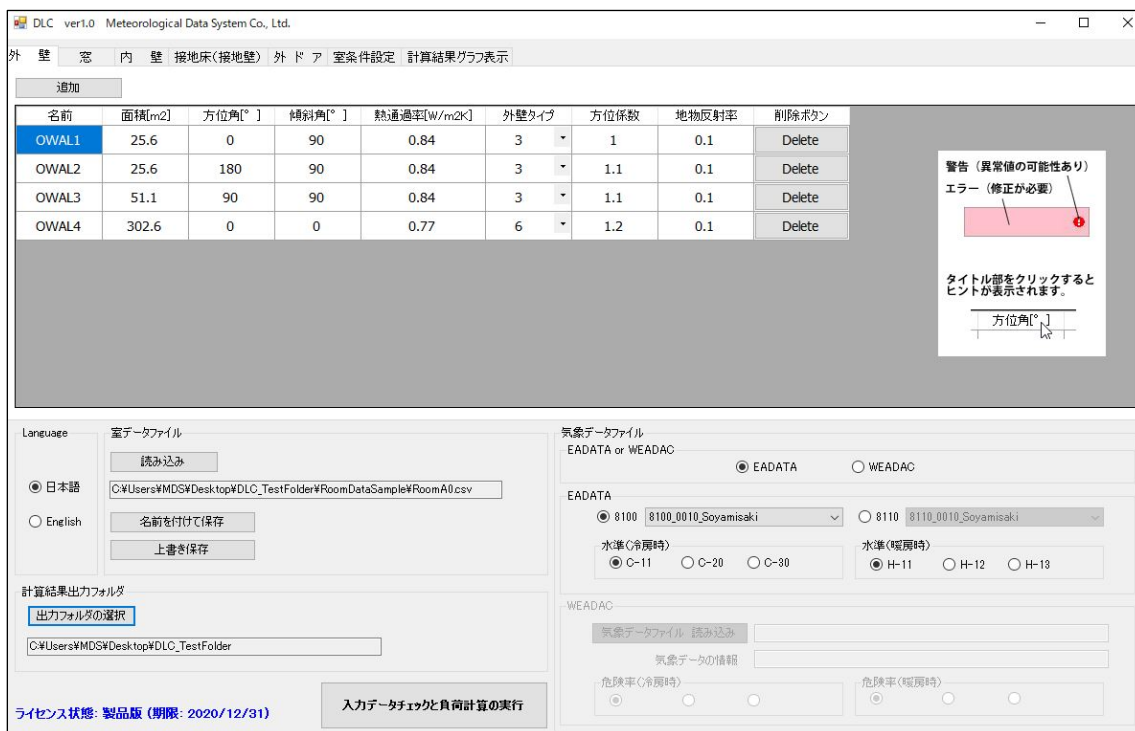 DLC ver1.0 Meteorological Data System Co., Ltd.
外 壁 窓 内 壁 接地床(接地壁) 外 ド ア 室条件設定 計算結果グラフ表示
追加
名前 面積[m2] 方位角[°] 傾斜角[°] 熱通過率[W/m2K] 外壁タイプ 方位係数 地物反射率 削除ボタン
OWAL1 25.6 0 90 0.84 3 1 0.1 Delete
OWAL2 25.6 180 90 0.84 3 1.1 0.1 Delete
OWAL3 51.1 90 90 0.84 3 1.1 0.1 Delete
OWAL4 302.6 0 0 0.77 6 1.2 0.1 Delete
警告（異常値の可能性あり）
エラー（修正が必要）
タイトル部をクリックすると
ヒントが表示されます。
方位角[°]
Language
日本語
English
室データファイル
読み込み
C:¥Users¥MDS¥Desktop¥DLC_TestFolder¥RoomDataSample¥RoomA0.csv
名前を付けて保存
上書き保存
計算結果出力フォルダ
出力フォルダの選択
C:¥Users¥MDS¥Desktop¥DLC_TestFolder
ライセンス状態: 製品版 (期限: 2020/12/31)
入力データチェックと負荷計算の実行
気象データファイル
EADATA or WEADAC
EADATA WEADAC
EADATA
8100 8100_0010_Soyamisaki 8110 8110_0010_Soyamisaki
水準(冷房時) 水準(暖房時)
C-11 C-20 C-30 H-11 H-12 H-13
WEADAC
気象データファイル 読み込み
気象データの情報
危険率(冷房時) 危険率(暖房時)